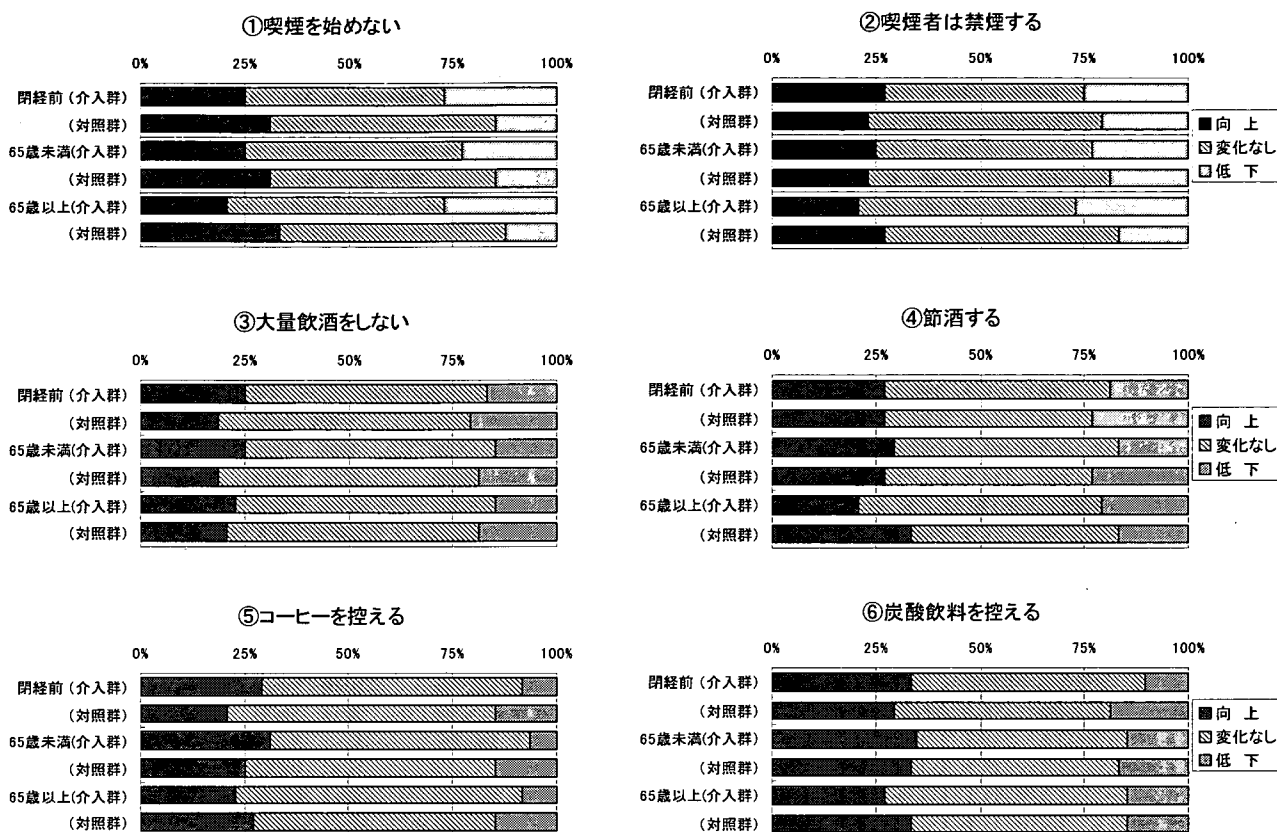 ①喫煙を始めない
0% 25% 50% 75% 100%
閉経前 (介入群)
(対照群)
65歳未満(介入群)
(対照群)
65歳以上(介入群)
(対照群)
②喫煙者は禁煙する
0% 25% 50% 75% 100%
閉経前 (介入群)
(対照群)
65歳未満(介入群)
(対照群)
65歳以上(介入群)
(対照群)
向 上
変化なし
低 下
③大量飲酒をしない
0% 25% 50% 75% 100%
閉経前 (介入群)
(対照群)
65歳未満(介入群)
(対照群)
65歳以上(介入群)
(対照群)
④節酒する
0% 25% 50% 75% 100%
閉経前 (介入群)
(対照群)
65歳未満(介入群)
(対照群)
65歳以上(介入群)
(対照群)
向 上
変化なし
低 下
⑤コーヒーを控える
0% 25% 50% 75% 100%
閉経前 (介入群)
(対照群)
65歳未満(介入群)
(対照群)
65歳以上(介入群)
(対照群)
⑥炭酸飲料を控える
0% 25% 50% 75% 100%
閉経前 (介入群)
(対照群)
65歳未満(介入群)
(対照群)
65歳以上(介入群)
(対照群)
向 上
変化なし
低 下